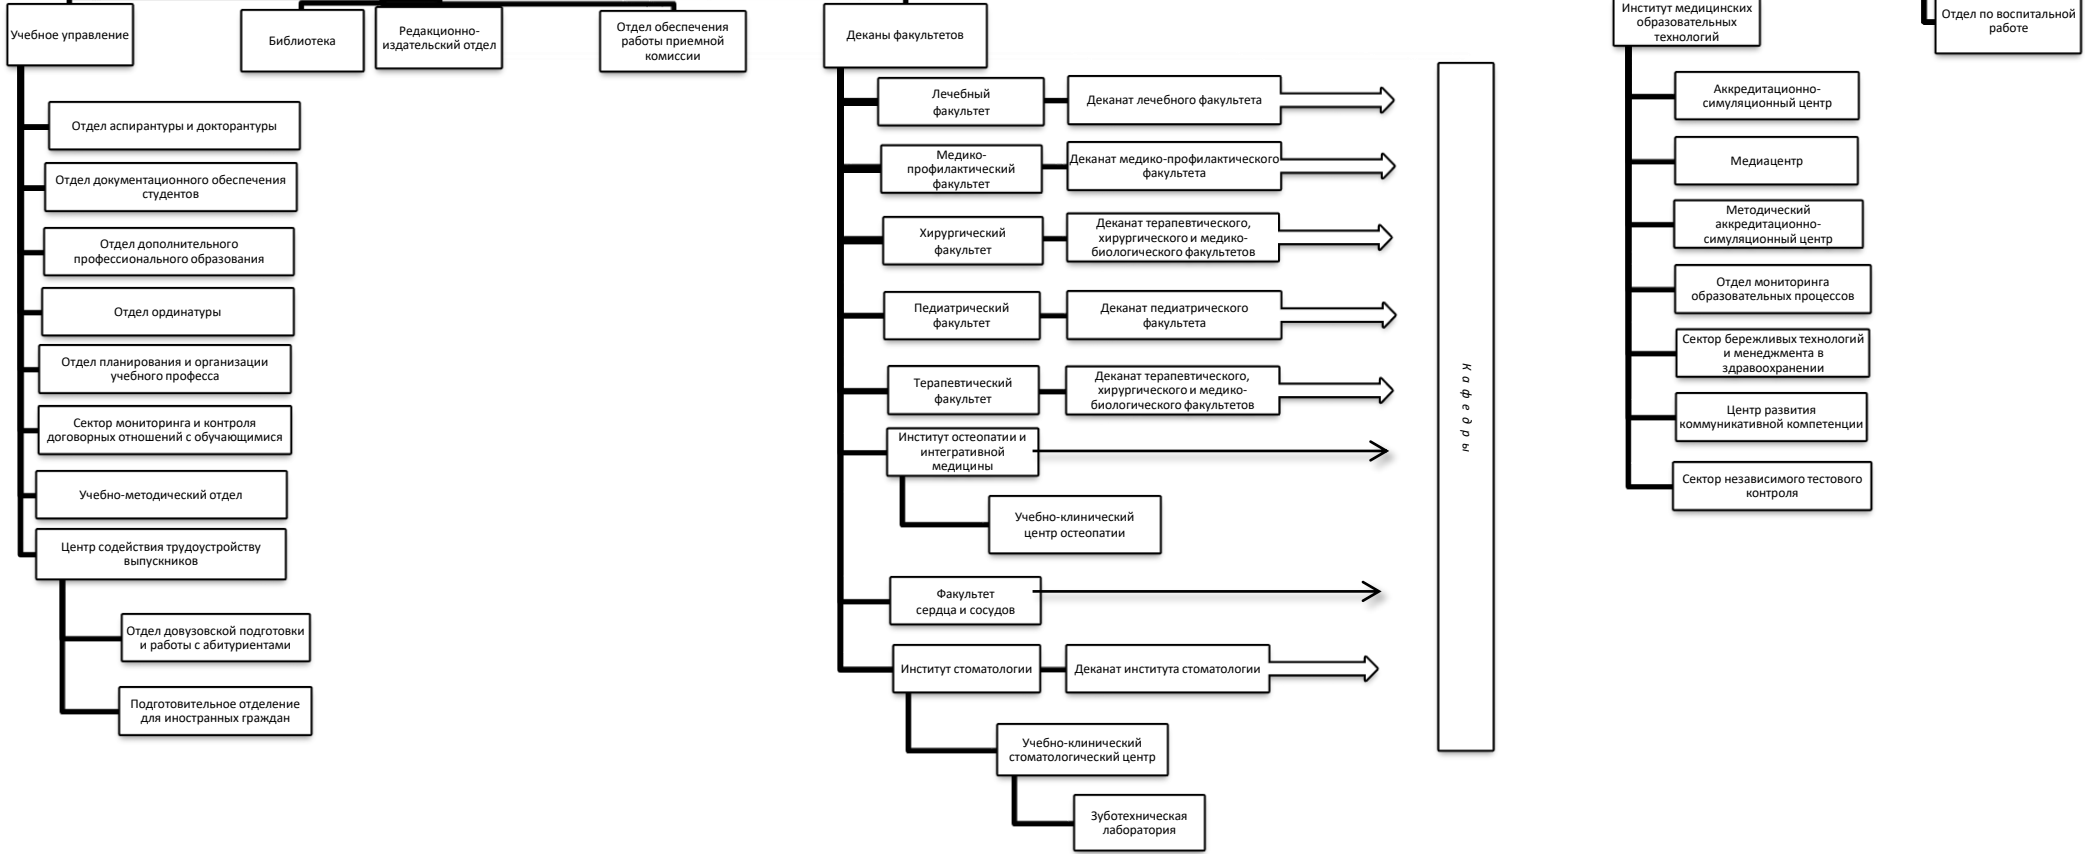 Учебное управление
Библиотека
Редакционно-
издательский отдел
Отдел обеспечения
работы приемной
комиссии
Деканы факультетов
Институт медицинских
образовательных
технологий
Отдел по воспитальной
работе
Отдел аспирантуры и докторантуры
Отдел документационного обеспечения
студентов
Отдел дополнительного
профессионального образования
Отдел ординатуры
Отдел планирования и организации
учебного професса
Сектор мониторинга и контроля
договорных отношений с обучающимися
Учебно-методический отдел
Центр содействия трудоустройству
выпускников
Отдел довузовской подготовки
и работы с абитуриентами
Подготовительное отделение
для иностранных граждан
Лечебный
факультет
Деканат лечебного факультета
Медико-
профилактический
факультет
Деканат медико-профилактического
факультета
Хирургический
факультет
Деканат терапевтического,
хирургического и медико-
биологического факультетов
Педиатрический
факультет
Деканат педиатрического
факультета
Терапевтический
факультет
Деканат терапевтического,
хирургического и медико-
биологического факультетов
Институт остеопатии и
интегративной
медицины
Учебно-клинический
центр остеопатии
Факультет
сердца и сосудов
Институт стоматологии
Деканат института стоматологии
Учебно-клинический
стоматологический центр
Зуботехническая
лаборатория
Кафедры
Аккредитационно-
симуляционный центр
Медиацентр
Методический
аккредитационно-
симуляционный центр
Отдел мониторинга
образовательных процессов
Сектор бережливых технологий
и менеджмента в
здравоохранении
Центр развития
коммуникативной компетенции
Сектор независимого тестового
контроля